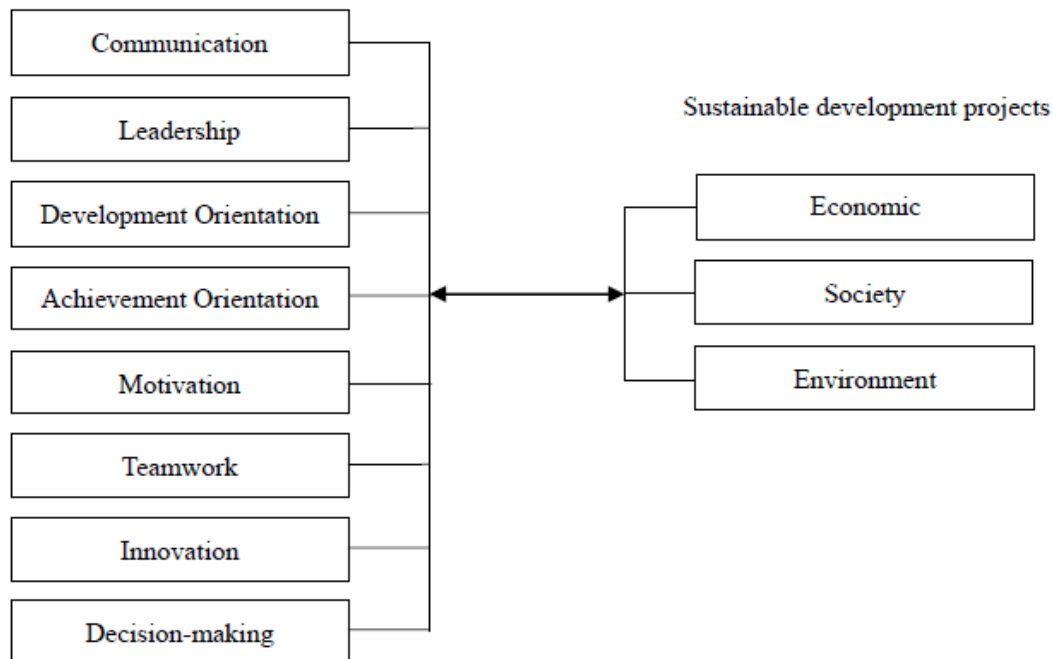 Communication
Leadership
Development Orientation
Achievement Orientation
Motivation
Teamwork
Innovation
Decision-making
Sustainable development projects
Economic
Society
Environment